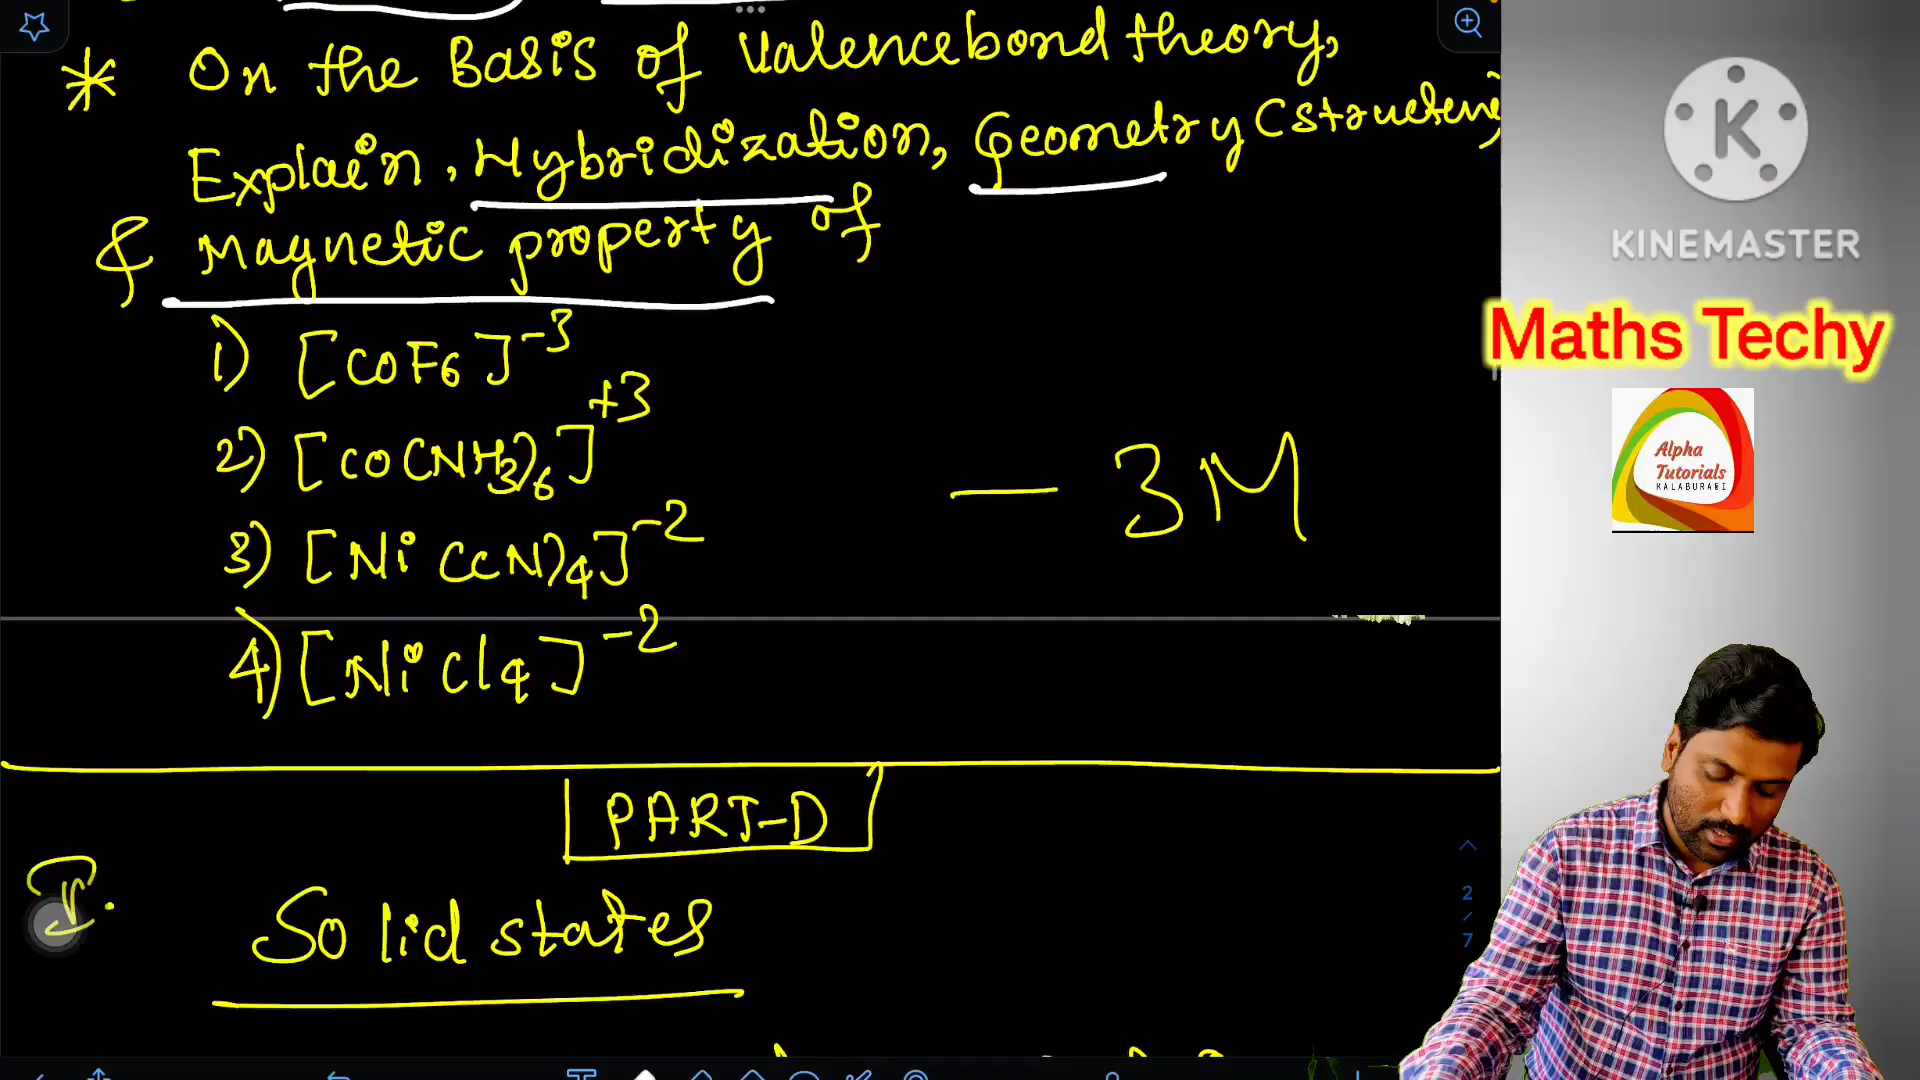 * On the Basis of Valencebond theory,
Explain, Hybridization, Geometry (structure)
& Magnetic property of
1) [COF6]-3
2) [CO(NH3)6]+3
3) [Ni(CN)4]-2
4) [NiCl4]-2
- 3M
PART-D
I.
Solid states
2
7
K
KINEMASTER
Maths Techy
Alpha
Tutorials
KALABURAGI